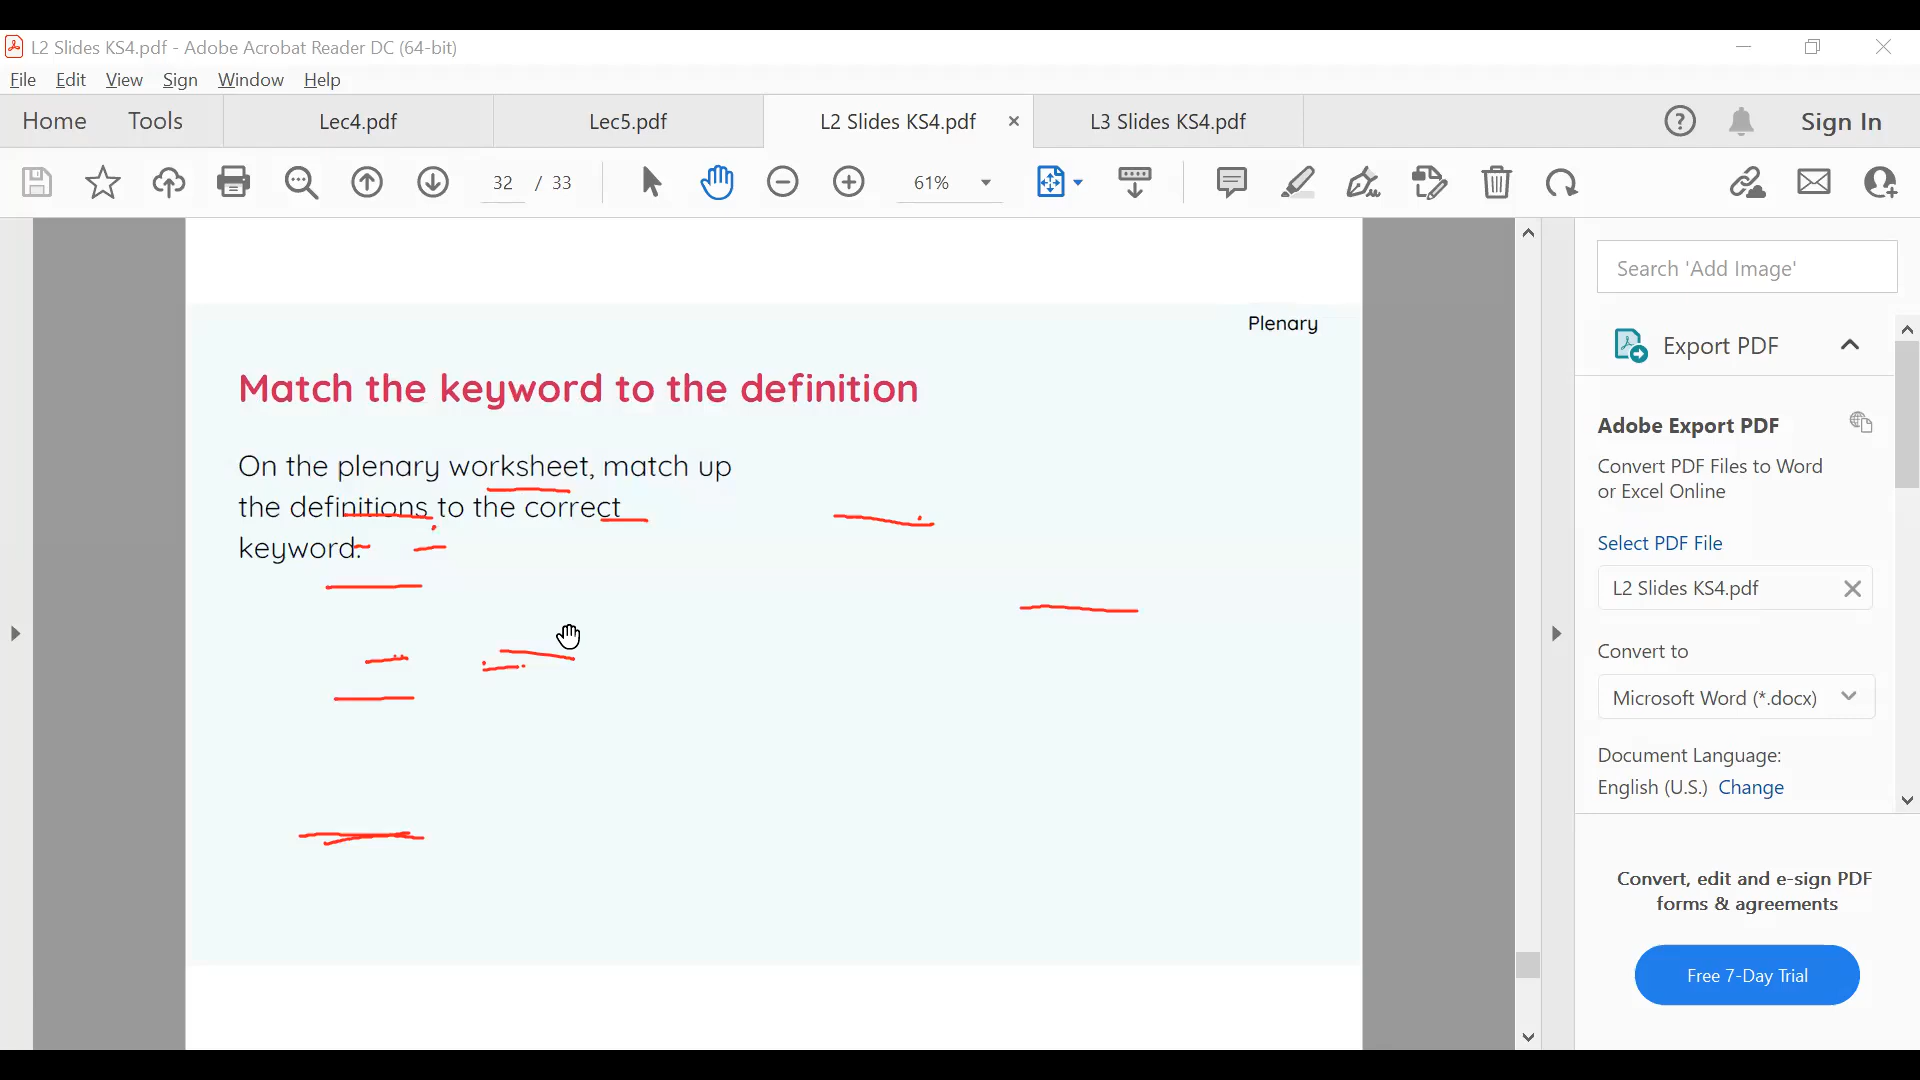 L2 Slides KS4.pdf - Adobe Acrobat Reader DC (64-bit)
File Edit View Sign Window Help
Home Tools Lec4.pdf Lec5.pdf L2 Slides KS4.pdf L3 Slides KS4.pdf Sign In
32 / 33 61%
Search 'Add Image'
Plenary
Export PDF
Match the keyword to the definition
Adobe Export PDF
On the plenary worksheet, match up
the definitions to the correct
keyword.
Convert PDF Files to Word
or Excel Online
Select PDF File
L2 Slides KS4.pdf
Convert to
Microsoft Word (*.docx)
Document Language:
English (U.S.) Change
Convert, edit and e-sign PDF
forms & agreements
Free 7-Day Trial